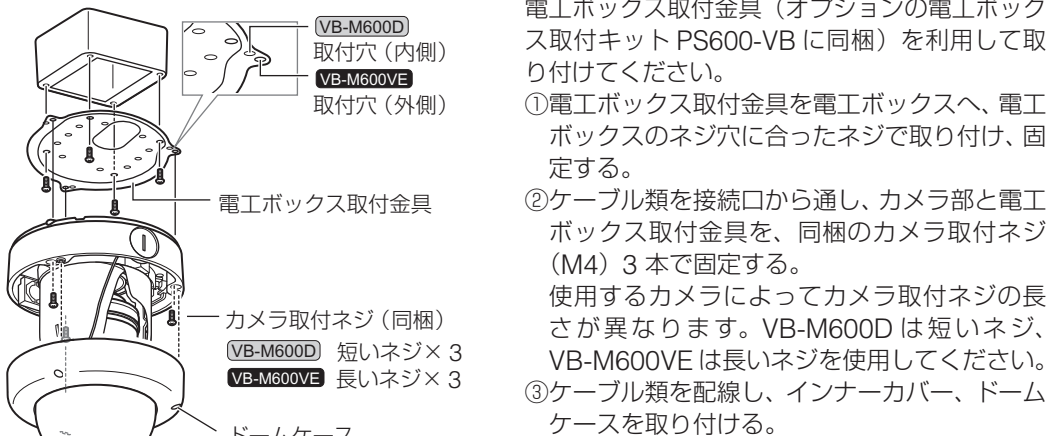 VB-M600D
取付穴（内側）
VB-M600VE
取付穴（外側）
電工ボックス取付金具
カメラ取付ネジ（同梱）
VB-M600D 短いネジ× 3
VB-M600VE 長いネジ× 3
ドームケース
電工ボックス取付金具（オプションの電工ボック
ス取付キット PS600-VB に同梱）を利用して取
り付けてください。
①電工ボックス取付金具を電工ボックスへ、電工
ボックスのネジ穴に合ったネジで取り付け、固
定する。
②ケーブル類を接続口から通し、カメラ部と電工
ボックス取付金具を、同梱のカメラ取付ネジ
（M4）3 本で固定する。
使用するカメラによってカメラ取付ネジの長
さが異なります。VB-M600D は短いネジ、
VB-M600VE は長いネジを使用してください。
③ケーブル類を配線し、インナーカバー、ドーム
ケースを取り付ける。